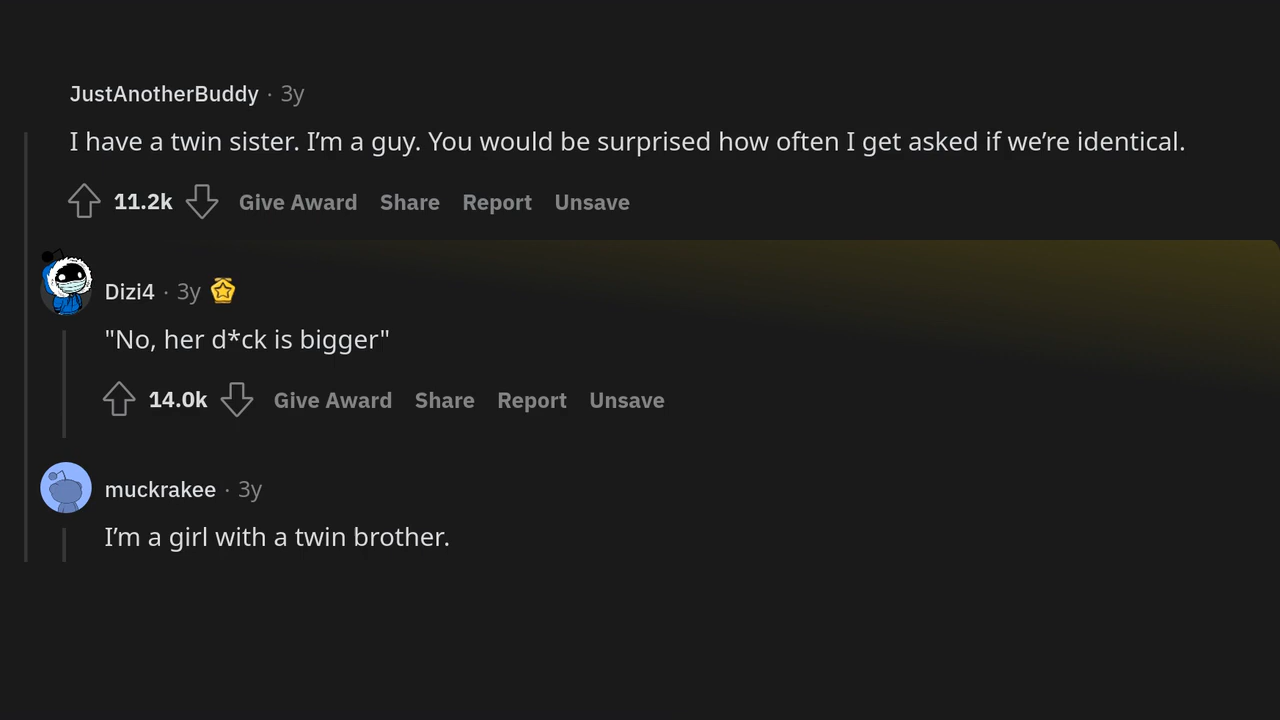 JustAnotherBuddy · 3y
I have a twin sister. I’m a guy. You would be surprised how often I get asked if we’re identical.
11.2k Give Award Share Report Unsave
Dizi4 · 3y
"No, her d*ck is bigger"
14.0k Give Award Share Report Unsave
muckrakee · 3y
I’m a girl with a twin brother.